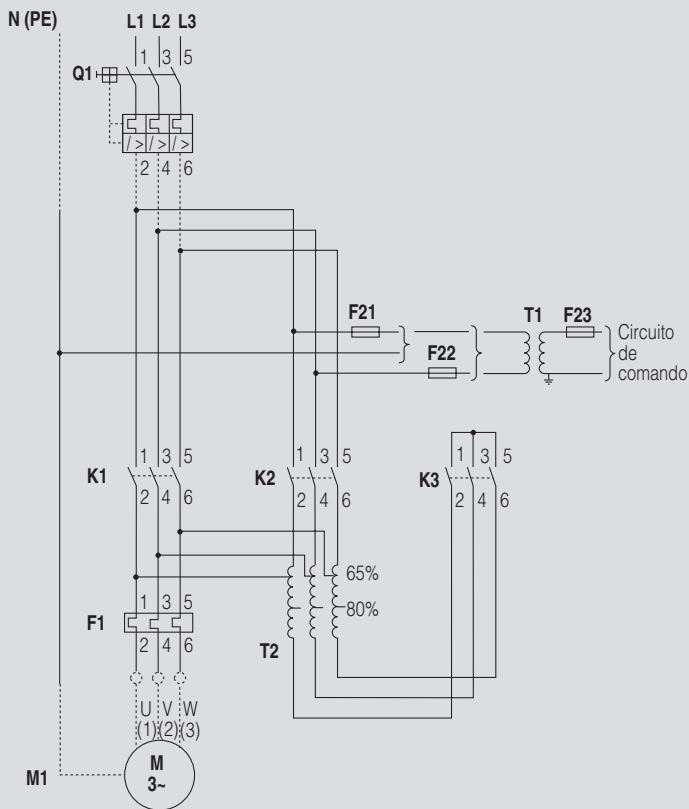 N (PE)
L1 L2 L3
1 3 5
Q1
/ > / > / >
2 4 6
F21
T1
F23
F22
Circuito
de
comando
K1
1 3 5
2 4 6
K2
1 3 5
2 4 6
K3
1 3 5
2 4 6
65%
80%
T2
F1
1 3 5
2 4 6
U V W
(1) (2) (3)
M1
M
3~